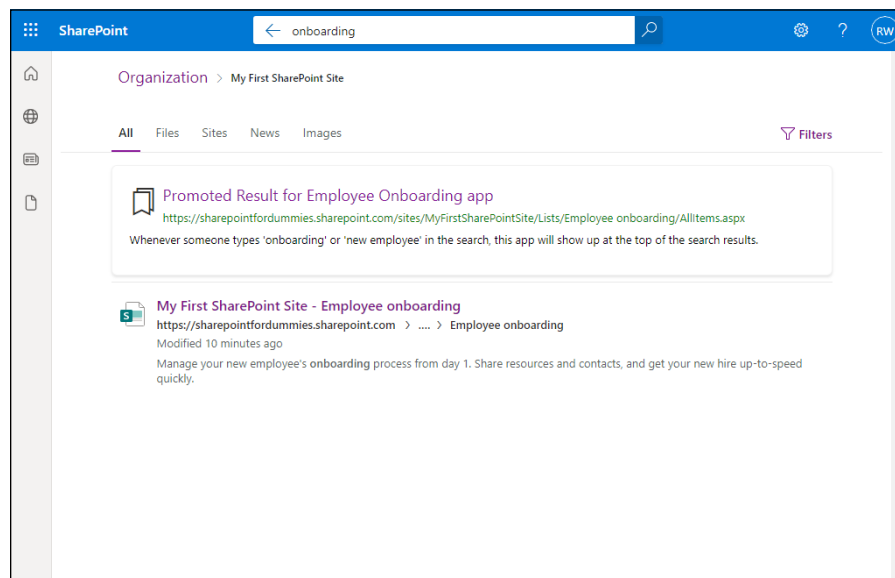 SharePoint
onboarding
?
RW
Organization > My First SharePoint Site
All Files Sites News Images Filters
Promoted Result for Employee Onboarding app
https://sharepointfordummies.sharepoint.com/sites/MyFirstSharePointSite/Lists/Employee onboarding/AllItems.aspx
Whenever someone types 'onboarding' or 'new employee' in the search, this app will show up at the top of the search results.
S
My First SharePoint Site - Employee onboarding
https://sharepointfordummies.sharepoint.com > .... > Employee onboarding
Modified 10 minutes ago
Manage your new employee's onboarding process from day 1. Share resources and contacts, and get your new hire up-to-speed
quickly.